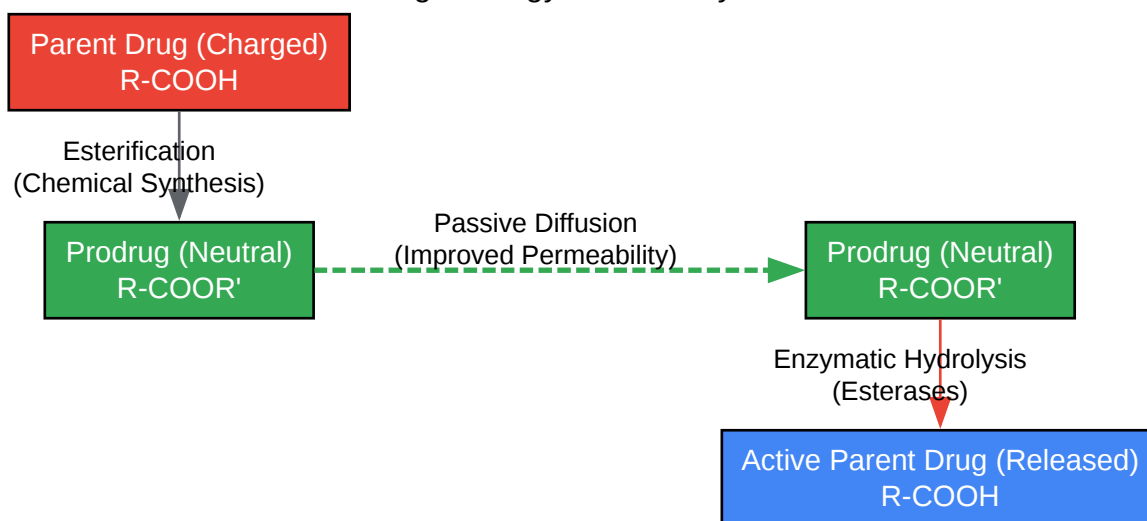 Parent Drug (Charged)
R-COOH
Esterification
(Chemical Synthesis)
Prodrug (Neutral)
R-COOR'
Passive Diffusion
(Improved Permeability)
Prodrug (Neutral)
R-COOR'
Enzymatic Hydrolysis
(Esterases)
Active Parent Drug (Released)
R-COOH